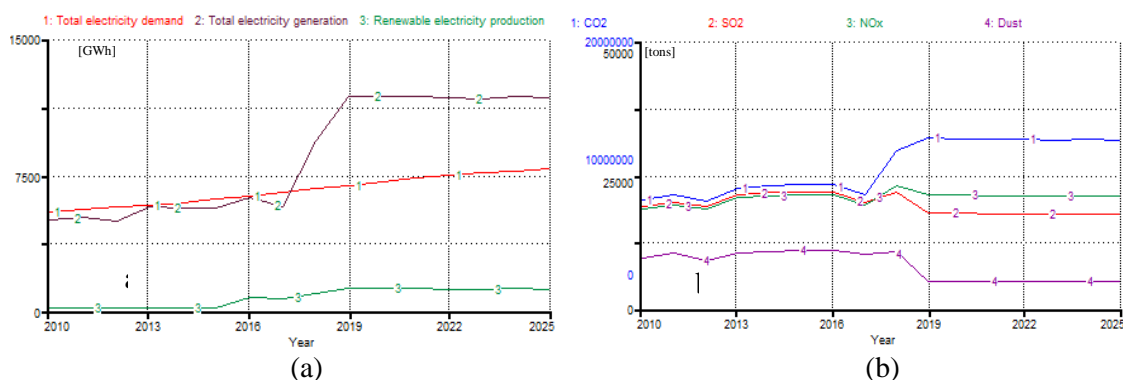 1: Total electricity demand 2: Total electricity generation 3: Renewable electricity production
15000
[GWh]
7500
0
2010 2013 2016 2019 2022 2025
Year
(a)
1: CO2 2: SO2 3: NOx 4: Dust
20000000
50000
[tons]
10000000
25000
0
0
2010 2013 2016 2019 2022 2025
Year
(b)